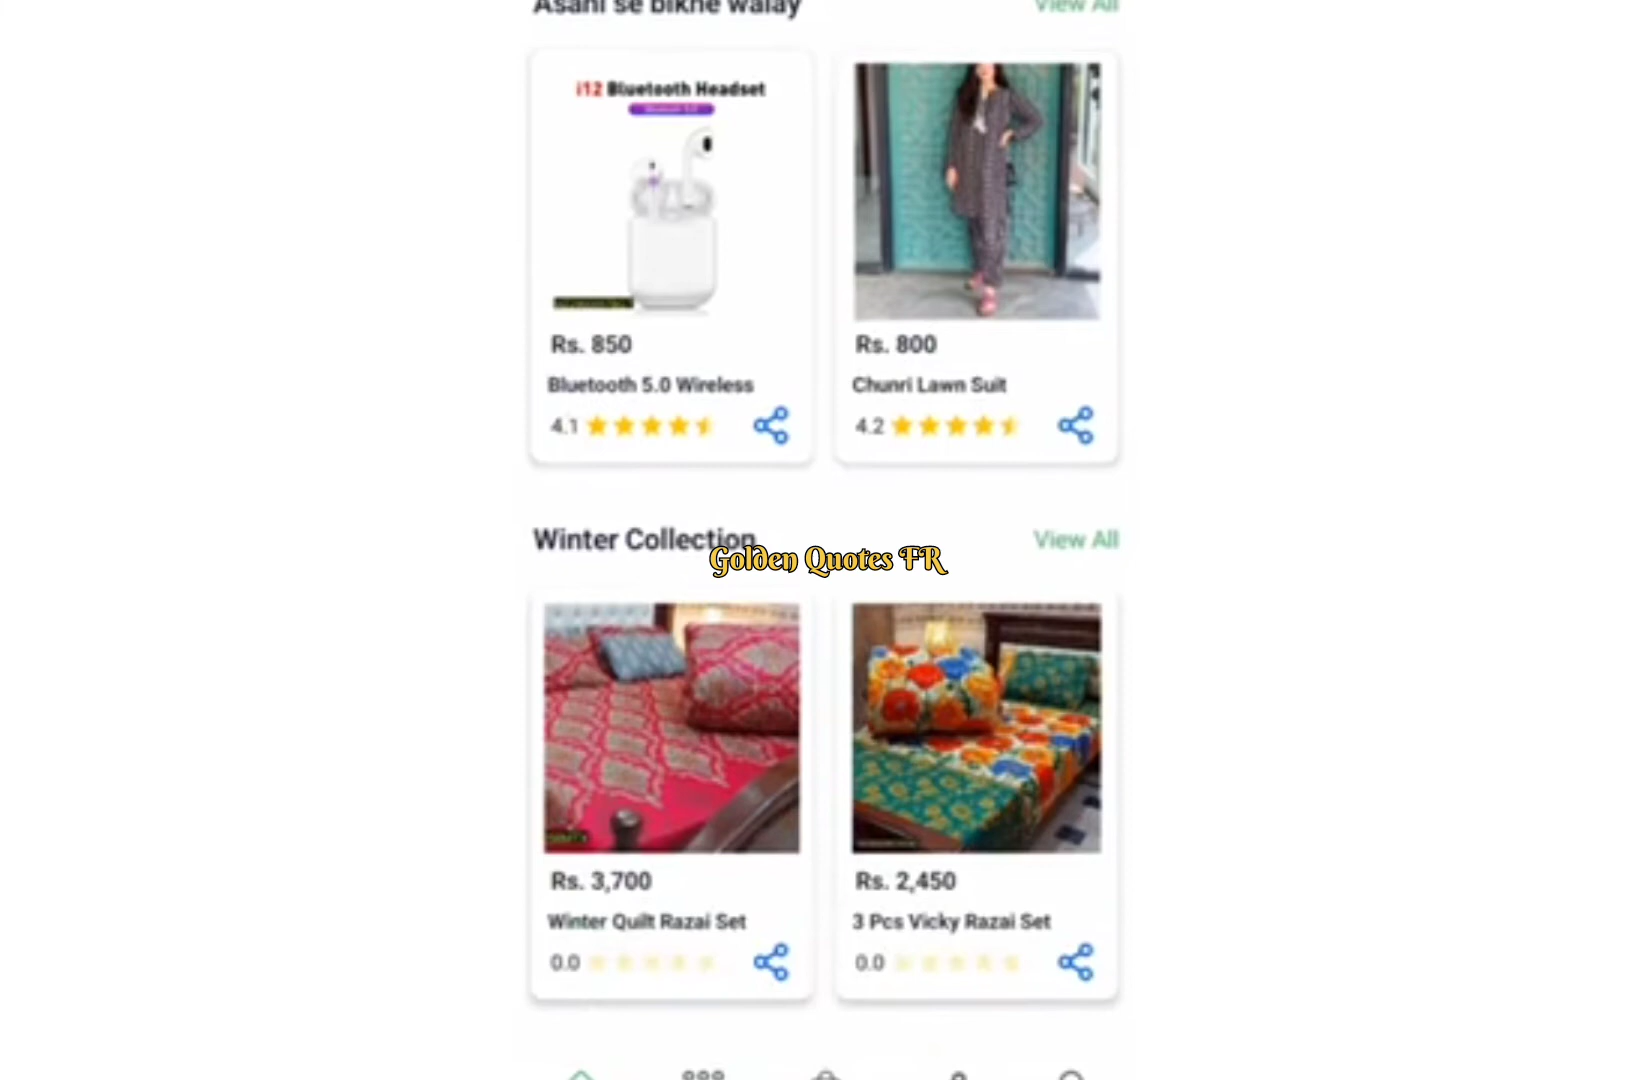 Asani se bikne walay
View All
i12 Bluetooth Headset
Rs. 850
Bluetooth 5.0 Wireless
4.1
Rs. 800
Chunri Lawn Suit
4.2
Winter Collection
View All
Golden Quotes FR
Rs. 3,700
Winter Quilt Razai Set
0.0
Rs. 2,450
3 Pcs Vicky Razai Set
0.0